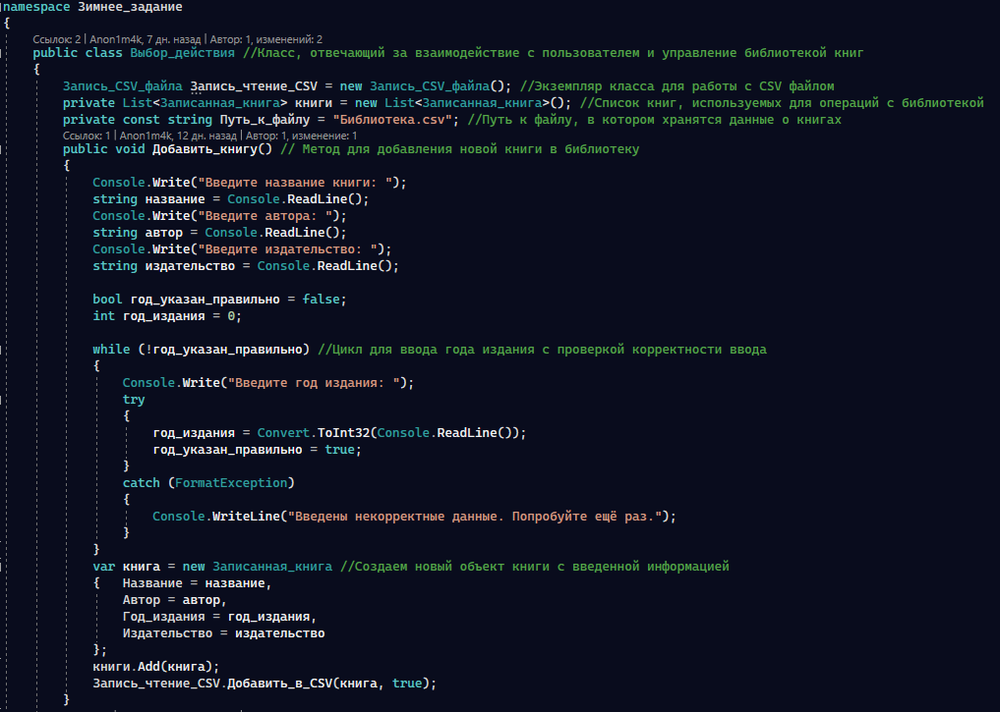 namespace Зимнее_задание
{
Ссылок: 2 | Anon1m4k, 7 дн. назад | Автор: 1, изменений: 2
public class Выбор_действия //Класс, отвечающий за взаимодействие с пользователем и управление библиотекой книг
{
Запись_CSV_файла Запись_чтение_CSV = new Запись_CSV_файла(); //Экземпляр класса для работы с CSV файлом
private List<Записанная_книга> книги = new List<Записанная_книга>(); //Список книг, используемых для операций с библиотекой
private const string Путь_к_файлу = "Библиотека.csv"; //Путь к файлу, в котором хранятся данные о книгах
Ссылок: 1 | Anon1m4k, 12 дн. назад | Автор: 1, изменение: 1
public void Добавить_книгу() // Метод для добавления новой книги в библиотеку
{
Console.Write("Введите название книги: ");
string название = Console.ReadLine();
Console.Write("Введите автора: ");
string автор = Console.ReadLine();
Console.Write("Введите издательство: ");
string издательство = Console.ReadLine();
bool год_указан_правильно = false;
int год_издания = 0;
while (!год_указан_правильно) //Цикл для ввода года издания с проверкой корректности ввода
{
Console.Write("Введите год издания: ");
try
{
год_издания = Convert.ToInt32(Console.ReadLine());
год_указан_правильно = true;
}
catch (FormatException)
{
Console.WriteLine("Введены некорректные данные. Попробуйте ещё раз.");
}
}
var книга = new Записанная_книга //Создаем новый объект книги с введенной информацией
{ Название = название,
Автор = автор,
Год_издания = год_издания,
Издательство = издательство
};
книги.Add(книга);
Запись_чтение_CSV.Добавить_в_CSV(книга, true);
}